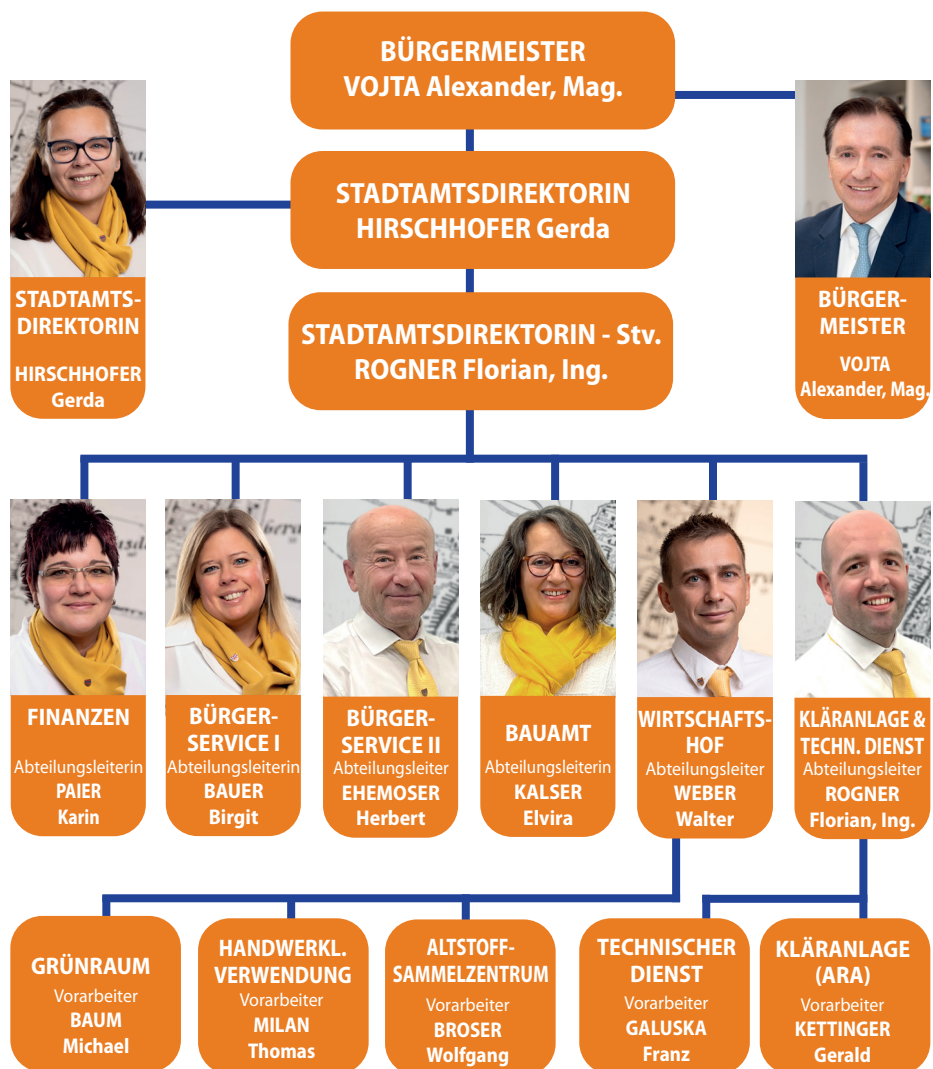 BÜRGERMEISTER
VOJTA Alexander, Mag.
STADTAMTSDIREKTORIN
HIRSCHHOFER Gerda
STADTAMTS-
DIREKTORIN
HIRSCHHOFER
Gerda
BÜRGER-
MEISTER
VOJTA
Alexander, Mag.
STADTAMTSDIREKTORIN - Stv.
ROGNER Florian, Ing.
FINANZEN
Abteilungsleiterin
PAIER
Karin
BÜRGER-
SERVICE I
Abteilungsleiterin
BAUER
Birgit
BÜRGER-
SERVICE II
Abteilungsleiter
EHEMOSER
Herbert
BAUAMT
Abteilungsleiterin
KALSER
Elvira
WIRTSCHAFTS-
HOF
Abteilungsleiter
WEBER
Walter
KLÄRANLAGE &
TECHN. DIENST
Abteilungsleiter
ROGNER
Florian, Ing.
GRÜNRAUM
Vorarbeiter
BAUM
Michael
HANDWERKL.
VERWENDUNG
Vorarbeiter
MILAN
Thomas
ALTSTOFF-
SAMMELZENTRUM
Vorarbeiter
BROSER
Wolfgang
TECHNISCHER
DIENST
Vorarbeiter
GALUSKA
Franz
KLÄRANLAGE
(ARA)
Vorarbeiter
KETTINGER
Gerald